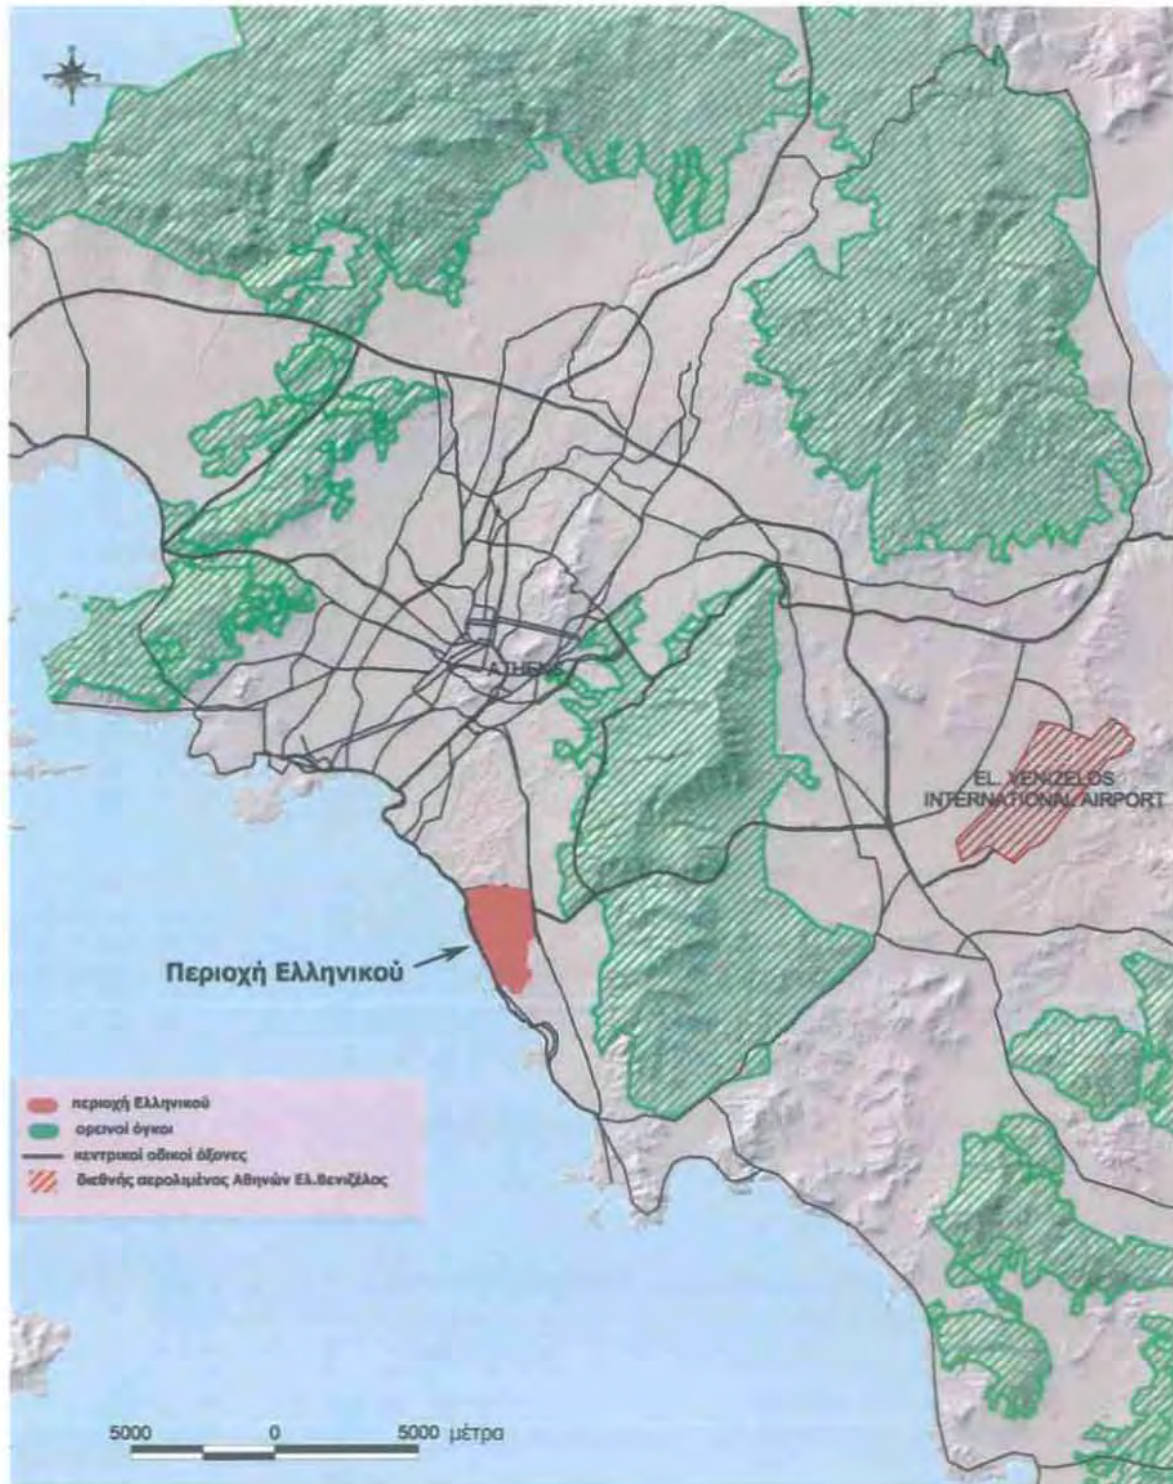 ATHENS
EL. VENIZELOS
INTERNATIONAL AIRPORT
Περιοχή Ελληνικού
περιοχή Ελληνικού
ορεινοί όγκοι
κεντρικοί οδικοί άξονες
διεθνής αερολιμένας Αθηνών Ελ.Βενιζέλος
5000 0 5000 μέτρα